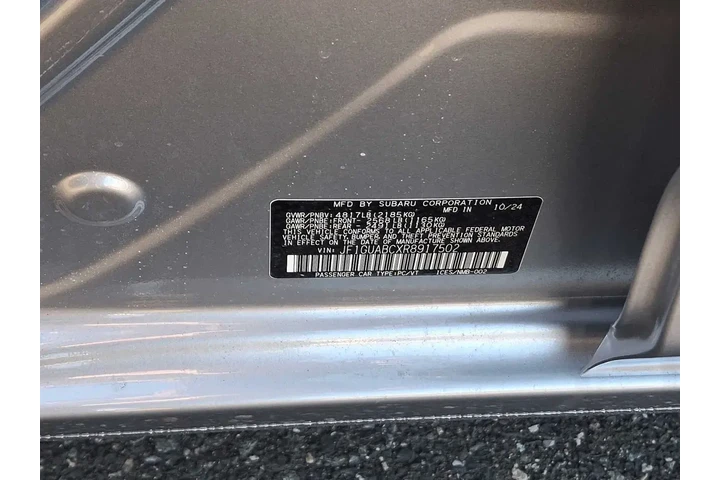 MFD BY SUBARU CORPORATION
MFD IN 10/24
GVWR/PNBV: 4817LB(2185KG)
GAWR/PNBE:FRONT- 2568LB(1165KG)
GAWR/PNBE:REAR - 2491LB(1130KG)
THIS VEHICLE CONFORMS TO ALL APPLICABLE FEDERAL MOTOR
VEHICLE SAFETY, BUMPER, AND THEFT PREVENTION STANDARDS
IN EFFECT ON THE DATE OF MANUFACTURE SHOWN ABOVE.
VIN: JF1GUABCXR8917502
PASSENGER CAR TYPE:PC/VT ICES/NMB-002